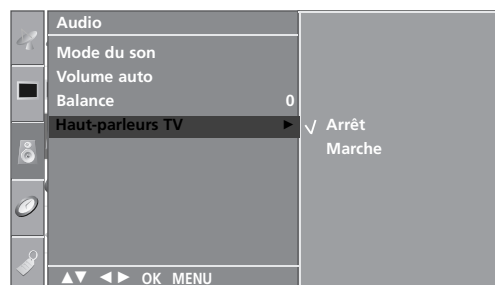 Audio
Mode du son
Volume auto
Balance 0
Haut-parleurs TV ►
√ Arrêt
Marche
▲▼ ◄► OK MENU